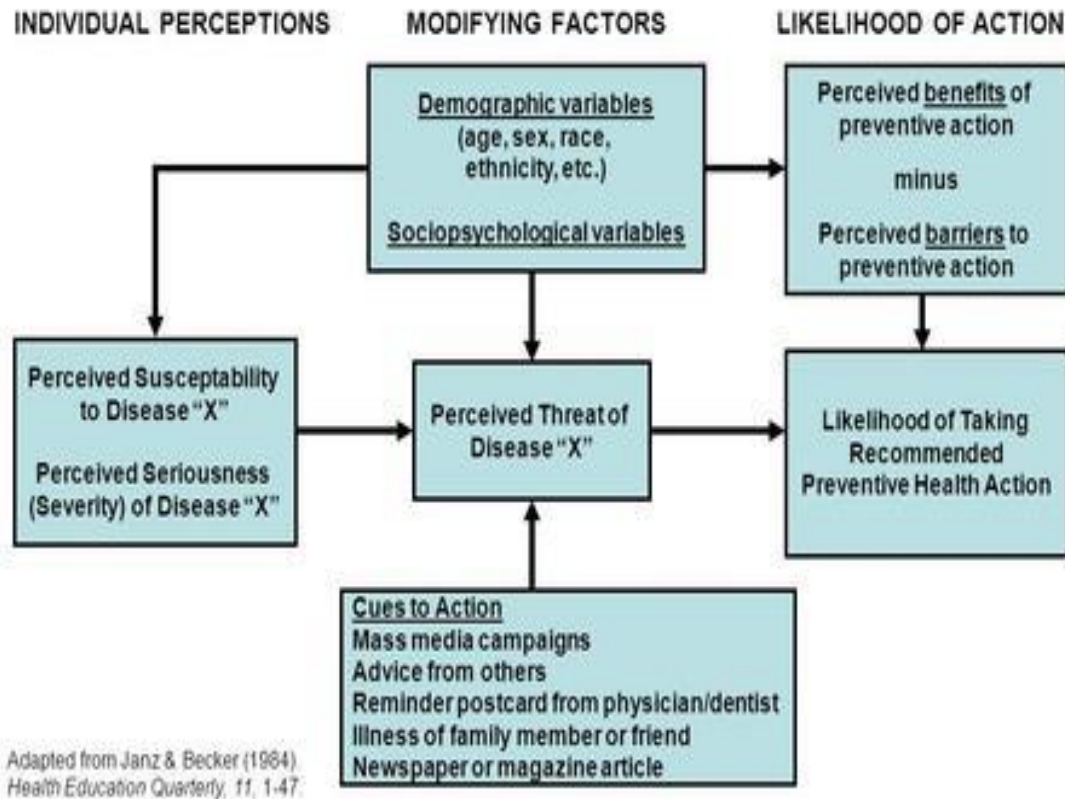 INDIVIDUAL PERCEPTIONS
MODIFYING FACTORS
LIKELIHOOD OF ACTION
Demographic variables
(age, sex, race,
ethnicity, etc.)
Sociopsychological variables
Perceived benefits of
preventive action
minus
Perceived barriers to
preventive action
Perceived Susceptability
to Disease “X”
Perceived Seriousness
(Severity) of Disease “X”
Perceived Threat of
Disease “X”
Likelihood of Taking
Recommended
Preventive Health Action
Cues to Action
Mass media campaigns
Advice from others
Reminder postcard from physician/dentist
Illness of family member or friend
Newspaper or magazine article
Adapted from Janz & Becker (1984).
Health Education Quarterly, 11, 1-47.